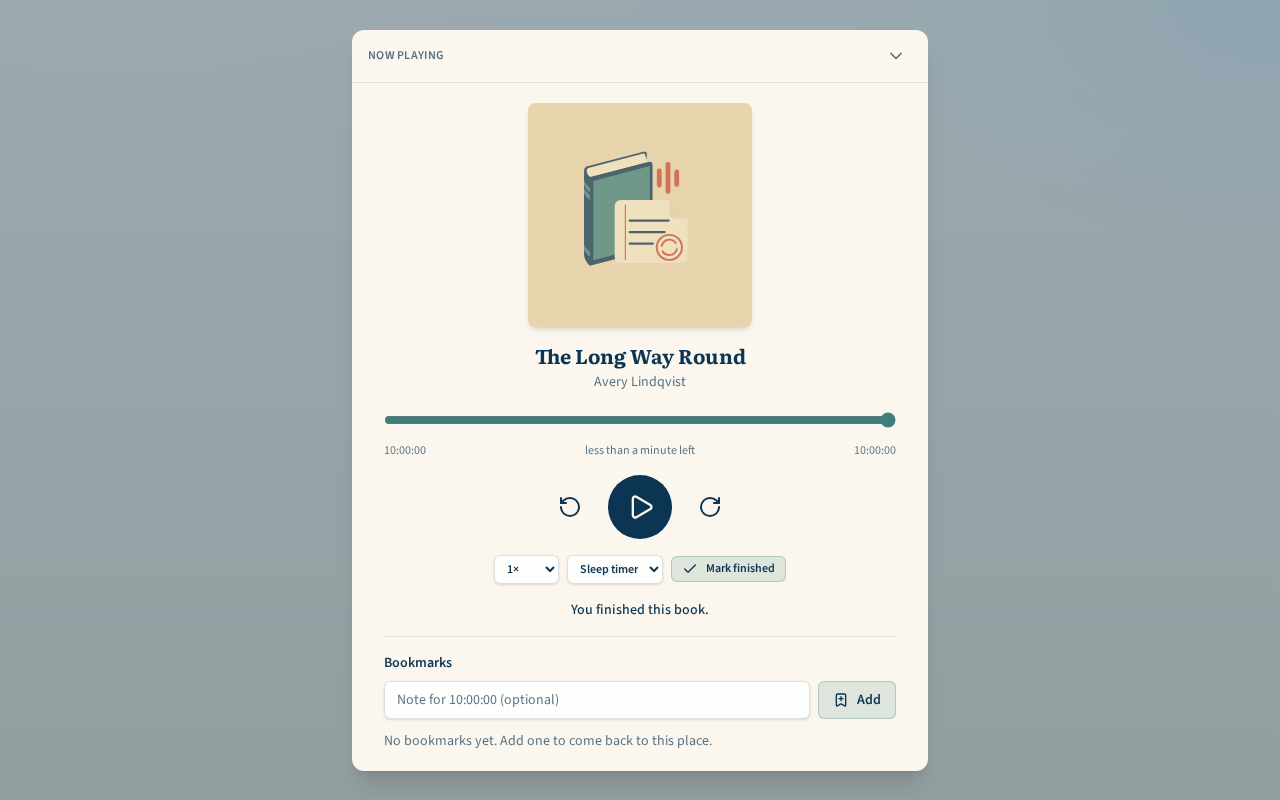 NOW PLAYING
The Long Way Round
Avery Lindqvist
10:00:00 less than a minute left 10:00:00
1× Sleep timer Mark finished
You finished this book.
Bookmarks
Note for 10:00:00 (optional) Add
No bookmarks yet. Add one to come back to this place.